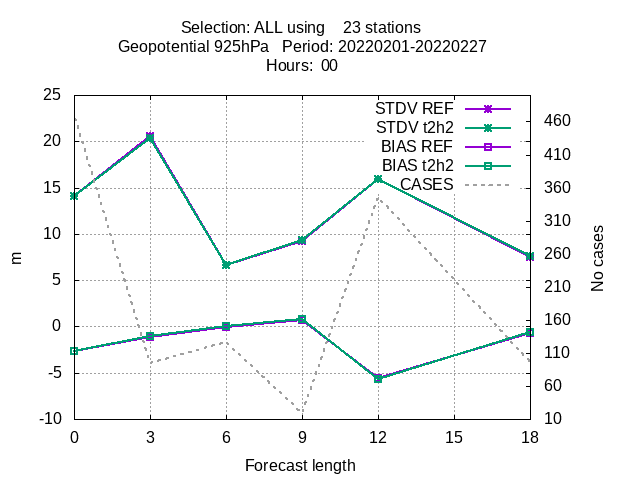 Selection: ALL using    23 stations
Geopotential 925hPa   Period: 20220201-20220227
Hours:  00
STDV REF
STDV t2h2
BIAS REF
BIAS t2h2
CASES
25
20
15
10
5
0
-5
-10
m
460
410
360
310
260
210
160
110
60
10
No cases
0 3 6 9 12 15 18
Forecast length